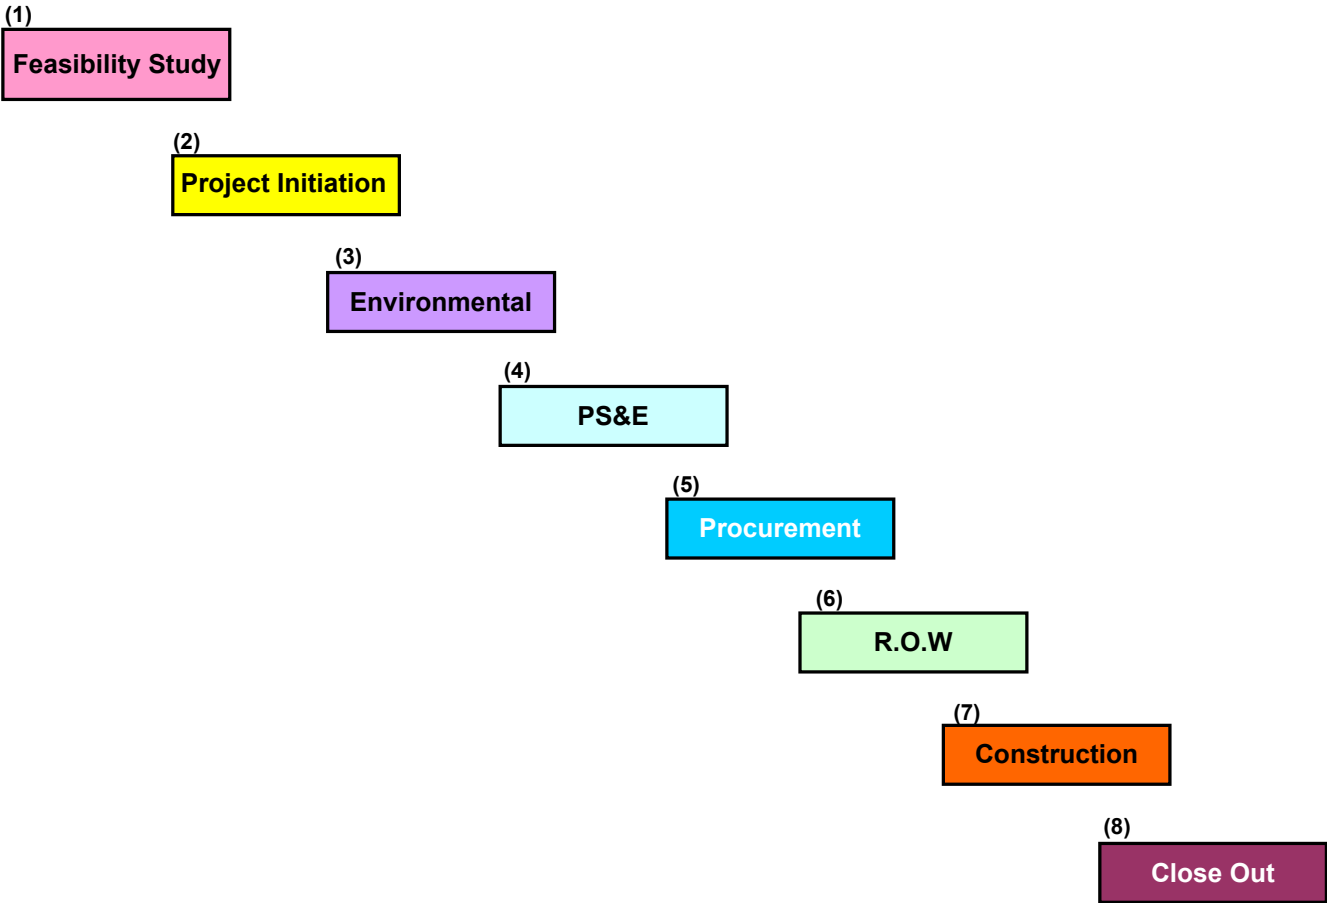 (1)
Feasibility Study
(2)
Project Initiation
(3)
Environmental
(4)
PS&E
(5)
Procurement
(6)
R.O.W
(7)
Construction
(8)
Close Out